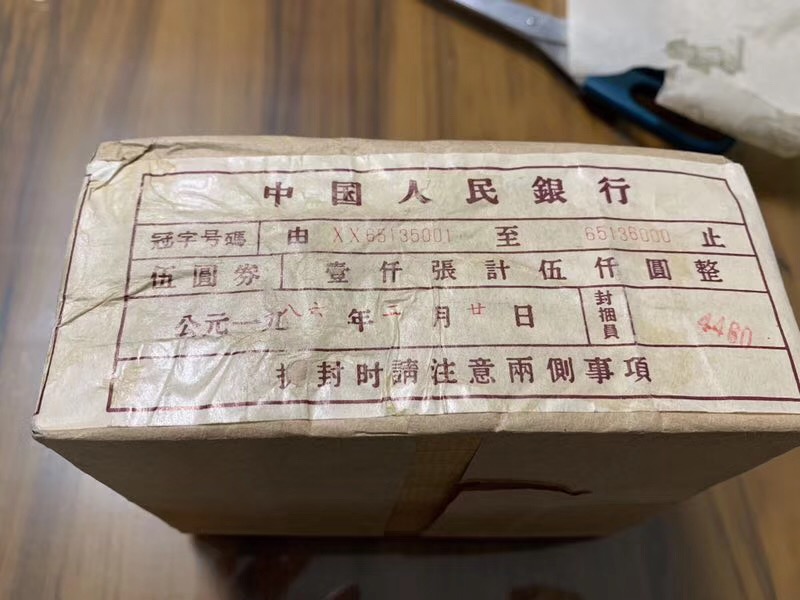 中国人民銀行
冠字号碼 由 XX65135001 至 65136000 止
伍圓券 壹仟張計伍仟圓整
公元一九八六年三月廿日 封捆員 4480
拆封时請注意兩側事項